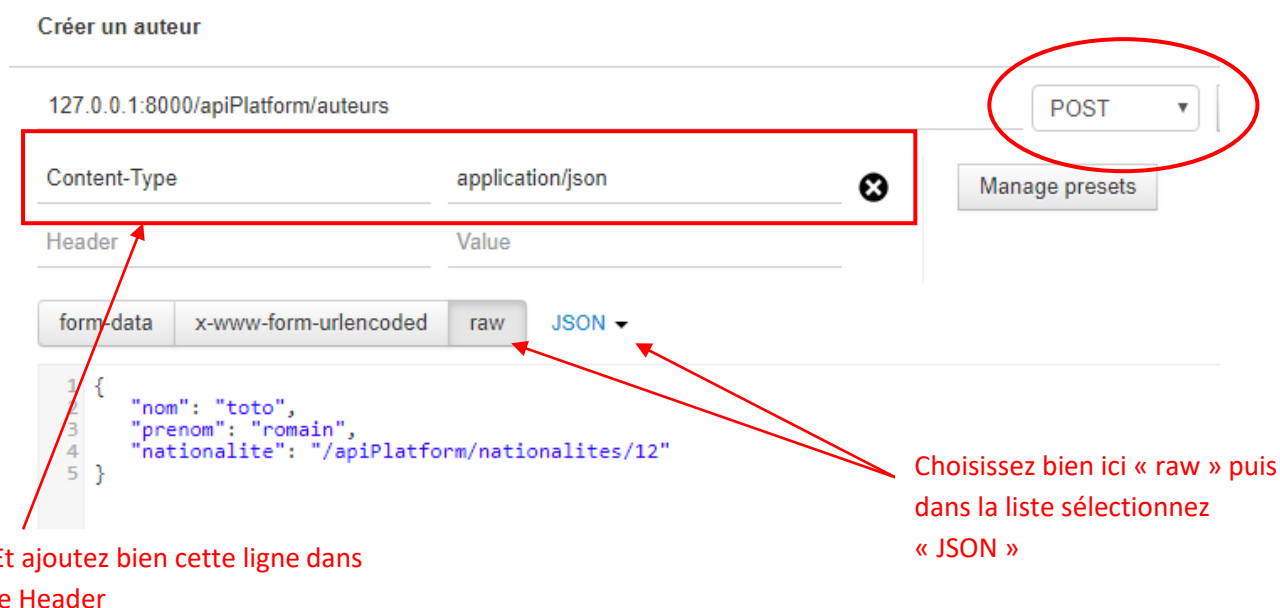 Créer un auteur
127.0.0.1:8000/apiPlatform/auteurs
POST
Content-Type
application/json
Manage presets
Header
Value
form-data
x-www-form-urlencoded
raw
JSON
1 {
2 "nom": "toto",
3 "prenom": "romain",
4 "nationalite": "/apiPlatform/nationalites/12"
5 }
Choisissez bien ici « raw » puis
dans la liste sélectionnez
« JSON »
Et ajoutez bien cette ligne dans
e Header